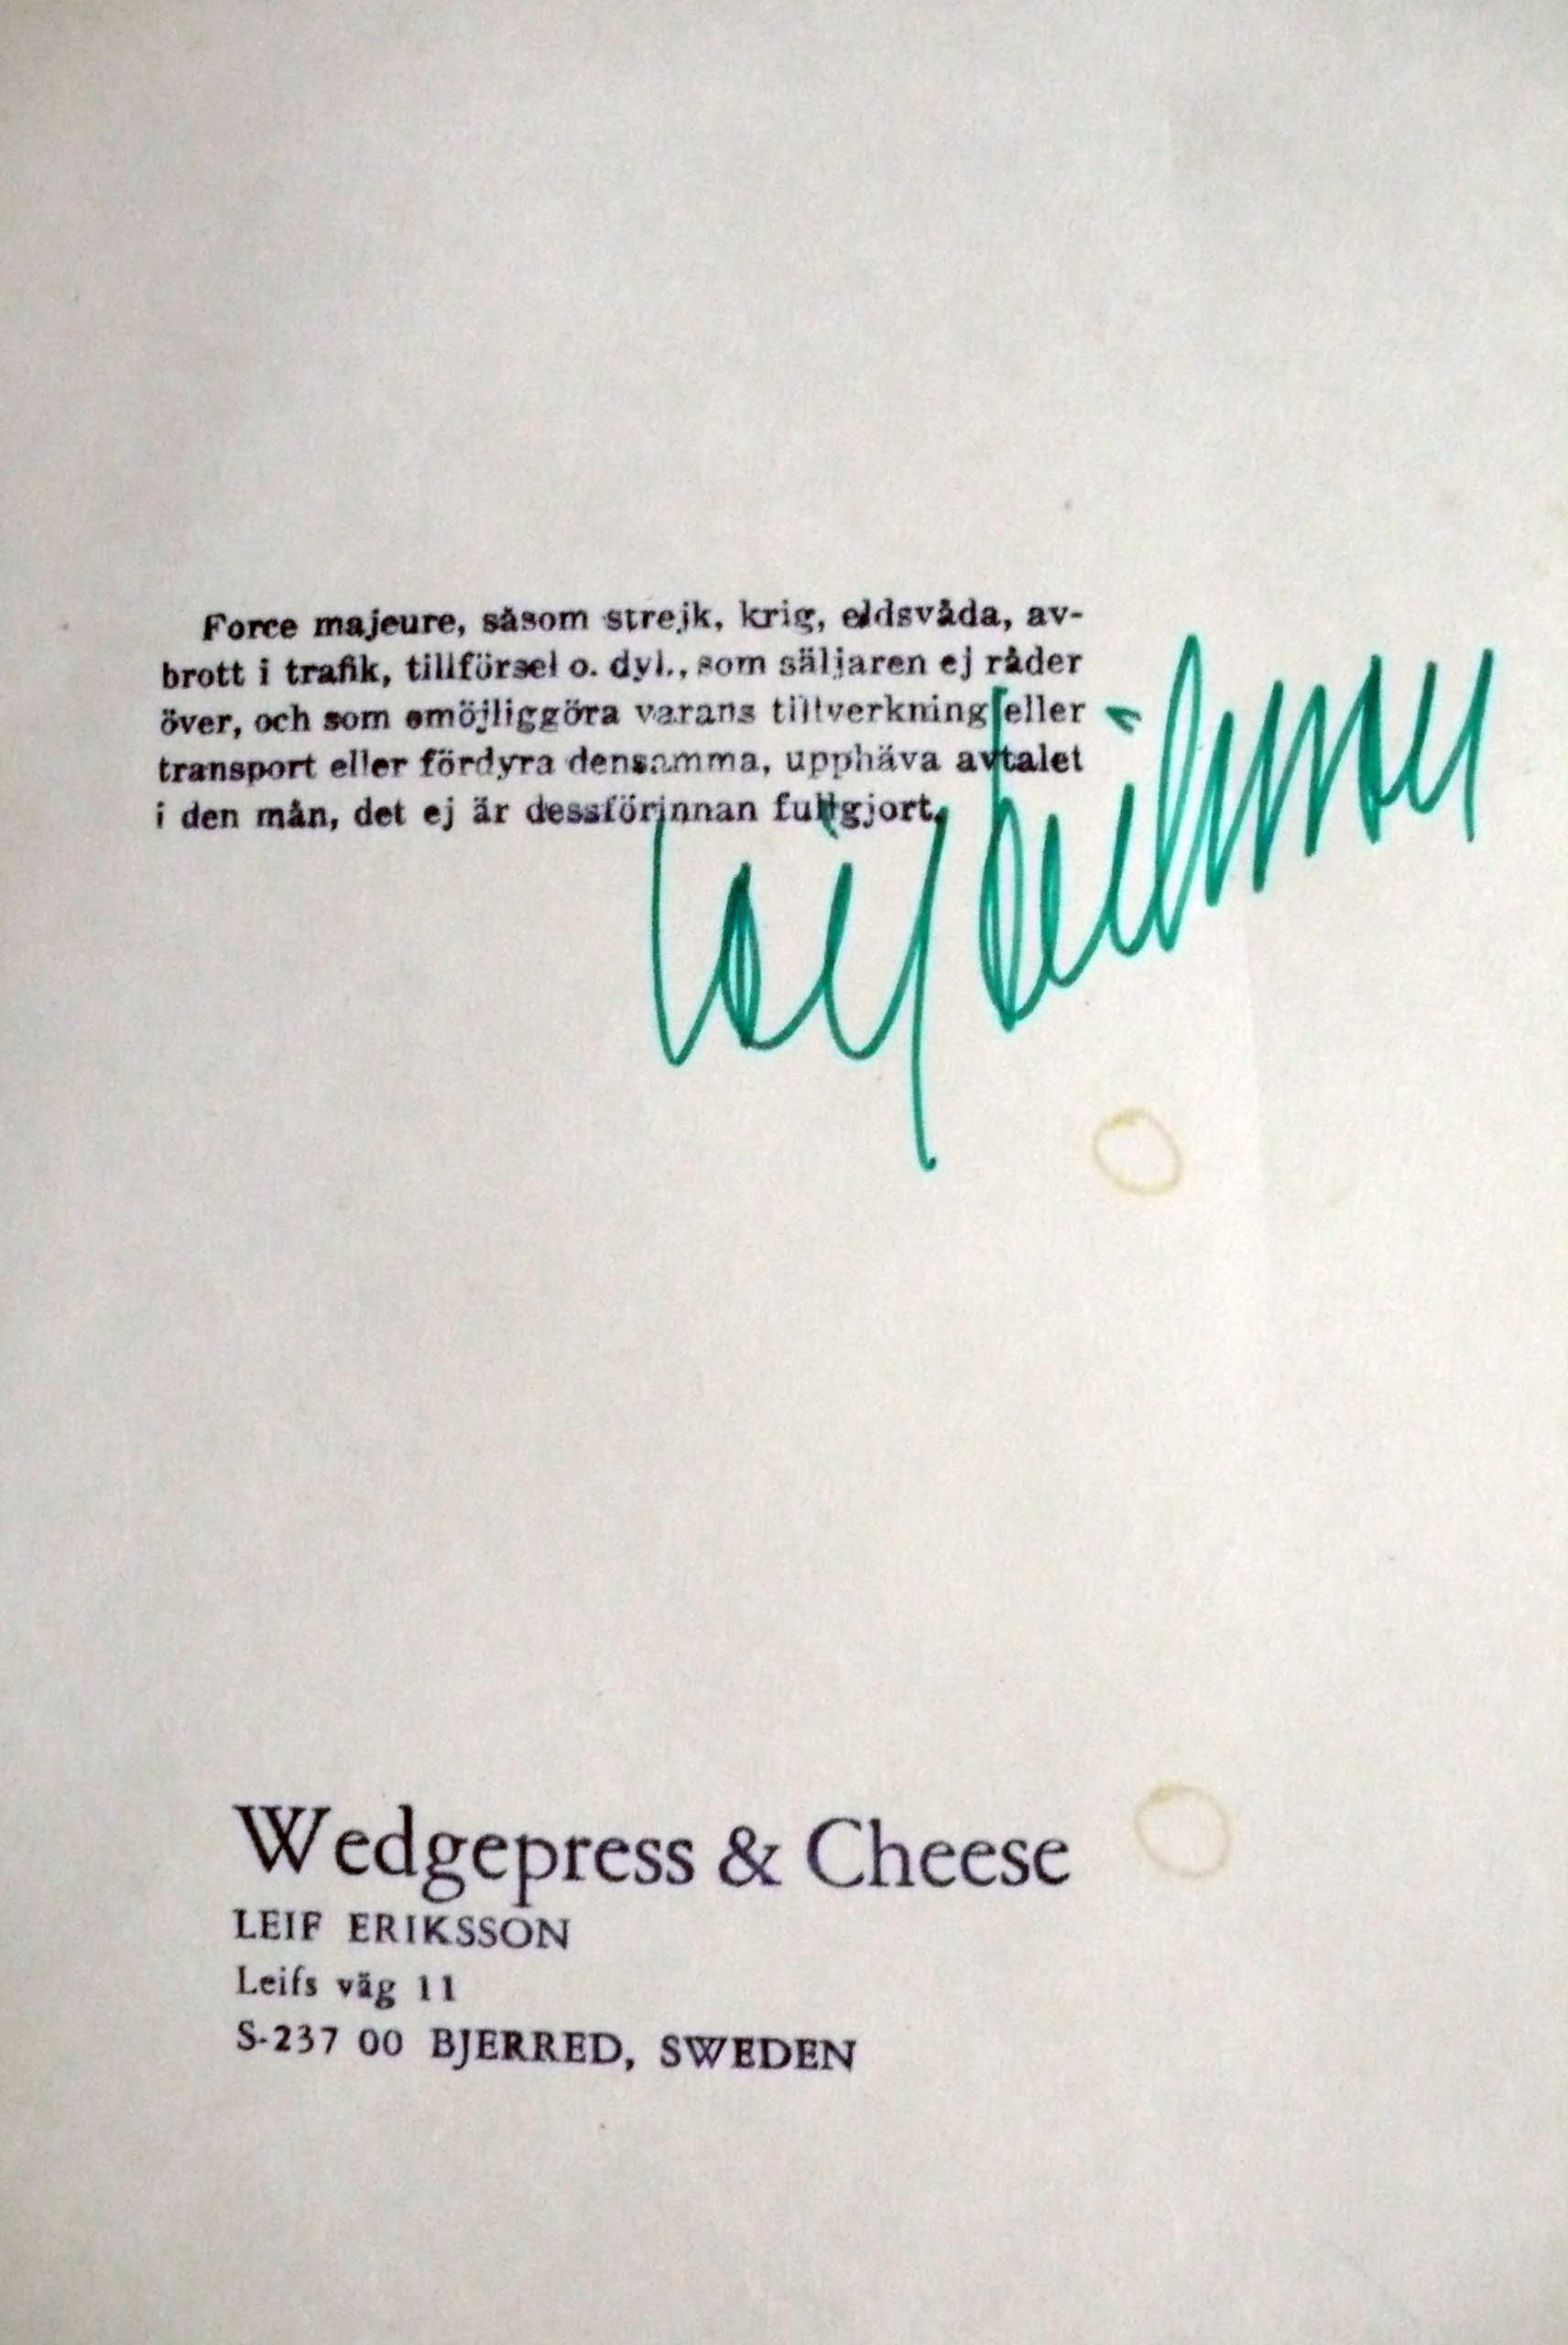 Force majeure, såsom strejk, krig, eldsvåda, av-
brott i trafik, tillförsel o. dyl., som säljaren ej råder
över, och som omöjliggöra varans tillverkning eller
transport eller fördyra densamma, upphäva avtalet
i den mån, det ej är dessförinnan fullgjort.
Leif Eriksson
Wedgepress & Cheese
LEIF ERIKSSON
Leifs väg 11
S-237 00 BJERRED, SWEDEN